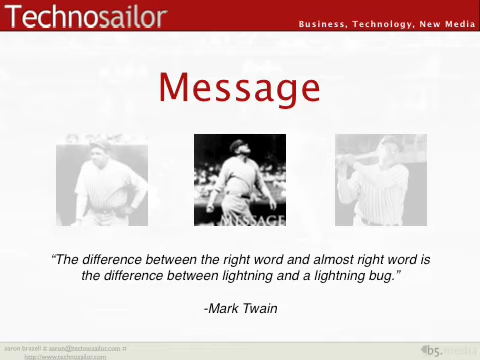 Technosailor
Business, Technology, New Media
Message
MESSAGE
“The difference between the right word and almost right word is
the difference between lightning and a lightning bug.”
-Mark Twain
aaron brazell
aaron@technosailor.com
http://www.technosailor.com
b5.media